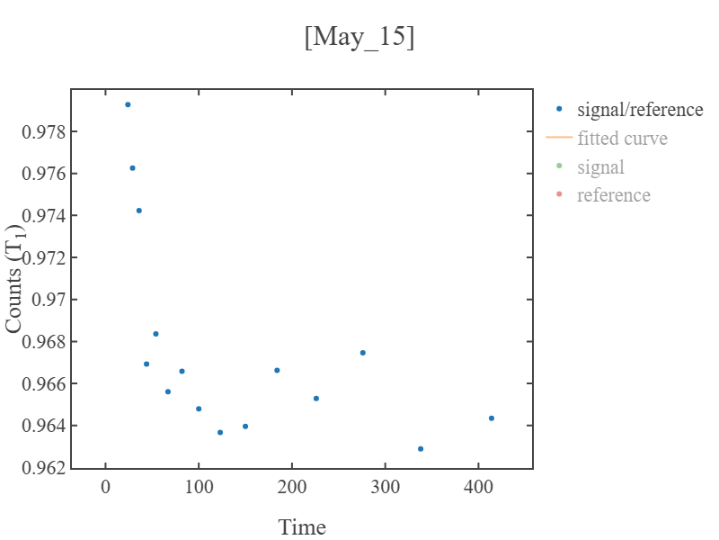 [May_15]
Counts (T1)
0.978
0.976
0.974
0.972
0.97
0.968
0.966
0.964
0.962
0 100 200 300 400
Time
signal/reference
fitted curve
signal
reference